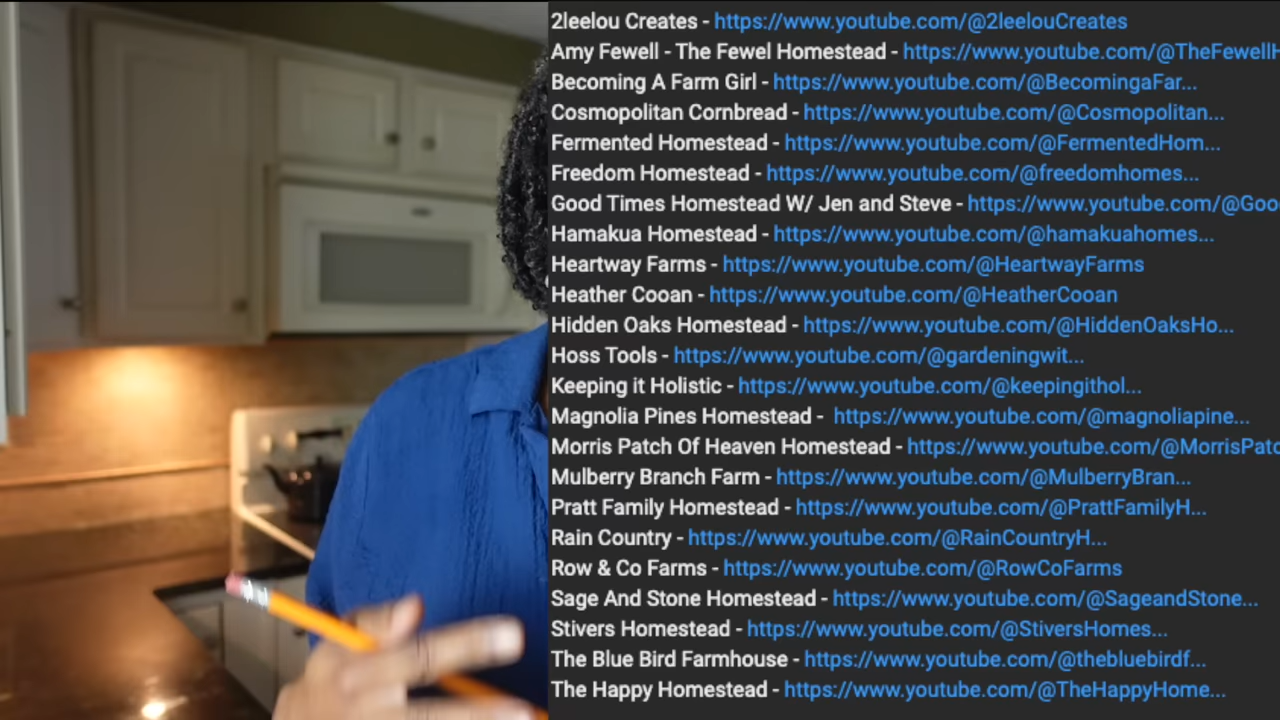 2leelou Creates - https://www.youtube.com/@2leelouCreates
Amy Fewell - The Fewel Homestead - https://www.youtube.com/@TheFewellH
Becoming A Farm Girl - https://www.youtube.com/@BecomingaFar...
Cosmopolitan Cornbread - https://www.youtube.com/@Cosmopolitan...
Fermented Homestead - https://www.youtube.com/@FermentedHom...
Freedom Homestead - https://www.youtube.com/@freedomhomes...
Good Times Homestead W/ Jen and Steve - https://www.youtube.com/@Goo
Hamakua Homestead - https://www.youtube.com/@hamakuahomes...
Heartway Farms - https://www.youtube.com/@HeartwayFarms
Heather Cooan - https://www.youtube.com/@HeatherCooan
Hidden Oaks Homestead - https://www.youtube.com/@HiddenOaksHo...
Hoss Tools - https://www.youtube.com/@gardeningwit...
Keeping it Holistic - https://www.youtube.com/@keepingithol...
Magnolia Pines Homestead - https://www.youtube.com/@magnoliapine...
Morris Patch Of Heaven Homestead - https://www.youtube.com/@MorrisPatc
Mulberry Branch Farm - https://www.youtube.com/@MulberryBran...
Pratt Family Homestead - https://www.youtube.com/@PrattFamilyH...
Rain Country - https://www.youtube.com/@RainCountryH...
Row & Co Farms - https://www.youtube.com/@RowCoFarms
Sage And Stone Homestead - https://www.youtube.com/@SageandStone...
Stivers Homestead - https://www.youtube.com/@StiversHomes...
The Blue Bird Farmhouse - https://www.youtube.com/@thebluebirdf...
The Happy Homestead - https://www.youtube.com/@TheHappyHome...